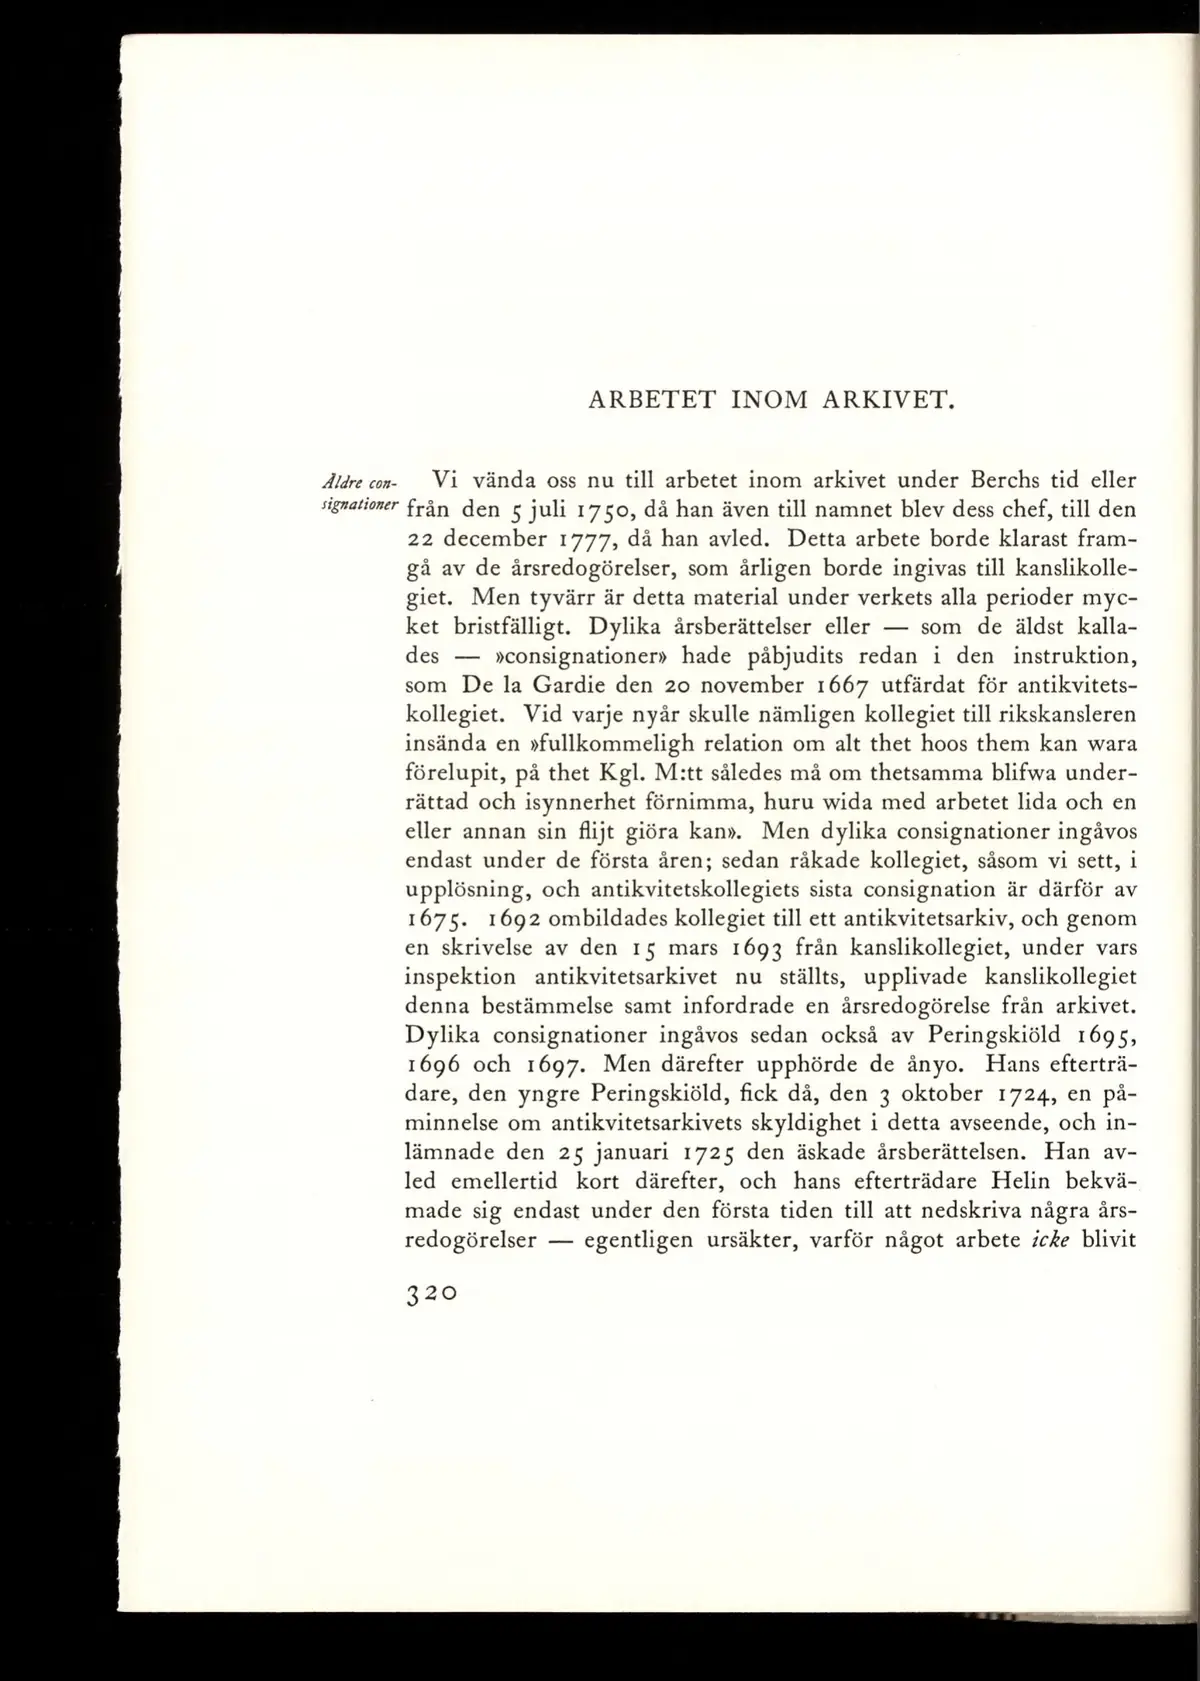 ARBETET INOM ARKIVET.
Äldre con-
signationer
Vi vända oss nu till arbetet inom arkivet under Berchs tid eller
från den 5 juli 1750, då han även till namnet blev dess chef, till den
22 december 1777, då han avled. Detta arbete borde klarast fram-
gå av de årsredogörelser, som årligen borde ingivas till kanslikolle-
giet. Men tyvärr är detta material under verkets alla perioder myc-
ket bristfälligt. Dylika årsberättelser eller — som de äldst kalla-
des — »consignationer» hade påbjudits redan i den instruktion,
som De la Gardie den 20 november 1667 utfärdat för antikvitets-
kollegiet. Vid varje nyår skulle nämligen kollegiet till rikskansleren
insända en »fullkommeligh relation om alt thet hoos them kan wara
förelupit, på thet Kgl. M:tt således må om thetsamma blifwa under-
rättad och isynnerhet förnimma, huru wida med arbetet lida och en
eller annan sin flijt giöra kan». Men dylika consignationer ingåvos
endast under de första åren; sedan råkade kollegiet, såsom vi sett, i
upplösning, och antikvitetskollegiets sista consignation är därför av
1675. 1692 ombildades kollegiet till ett antikvitetsarkiv, och genom
en skrivelse av den 15 mars 1693 från kanslikollegiet, under vars
inspektion antikvitetsarkivet nu ställts, upplivade kanslikollegiet
denna bestämmelse samt infordrade en årsredogörelse från arkivet.
Dylika consignationer ingåvos sedan också av Peringskiöld 1695,
1696 och 1697. Men därefter upphörde de ånyo. Hans efterträ-
dare, den yngre Peringskiöld, fick då, den 3 oktober 1724, en på-
minnelse om antikvitetsarkivets skyldighet i detta avseende, och in-
lämnade den 25 januari 1725 den äskade årsberättelsen. Han av-
led emellertid kort därefter, och hans efterträdare Helin bekvä-
made sig endast under den första tiden till att nedskriva några års-
redogörelser — egentligen ursäkter, varför något arbete icke blivit
320